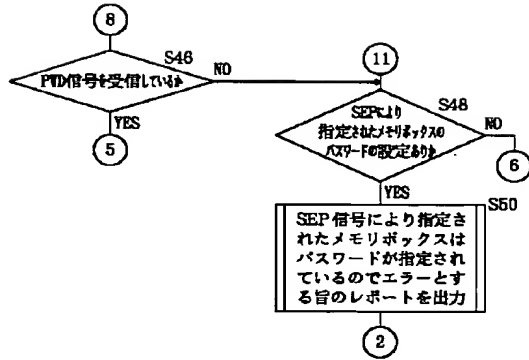 8
S46
PWD信号を受信しているか
NO
YES
5
11
S48
SEPにより
指定されたメモリボックスの
パスワードの設定ありか
NO
6
YES
S50
SEP信号により指定さ
れたメモリボックスは
パスワードが指定され
ているのでエラーとす
る旨のレポートを出力
2